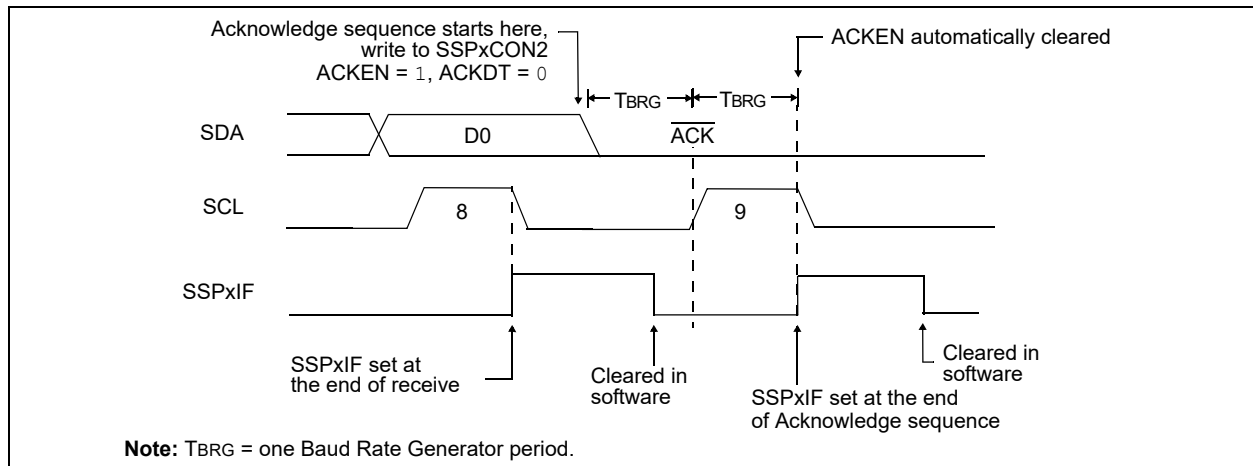 Acknowledge sequence starts here,
write to SSPxCON2
ACKEN = 1, ACKDT = 0
ACKEN automatically cleared
TBRG
TBRG
SDA
D0
ACK
SCL
8
9
SSPxIF
SSPxIF set at
the end of receive
Cleared in
software
SSPxIF set at the end
of Acknowledge sequence
Cleared in
software
Note: TBRG = one Baud Rate Generator period.